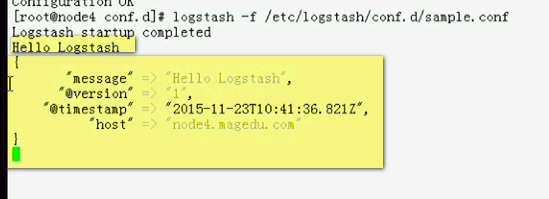 Configuration OK
[root@node4 conf.d]# logstash -f /etc/logstash/conf.d/sample.conf
Logstash startup completed
Hello Logstash
{
"message" => "Hello Logstash",
"@version" => "1",
"@timestamp" => "2015-11-23T10:41:36.821Z",
"host" => "node4.magedu.com"
}